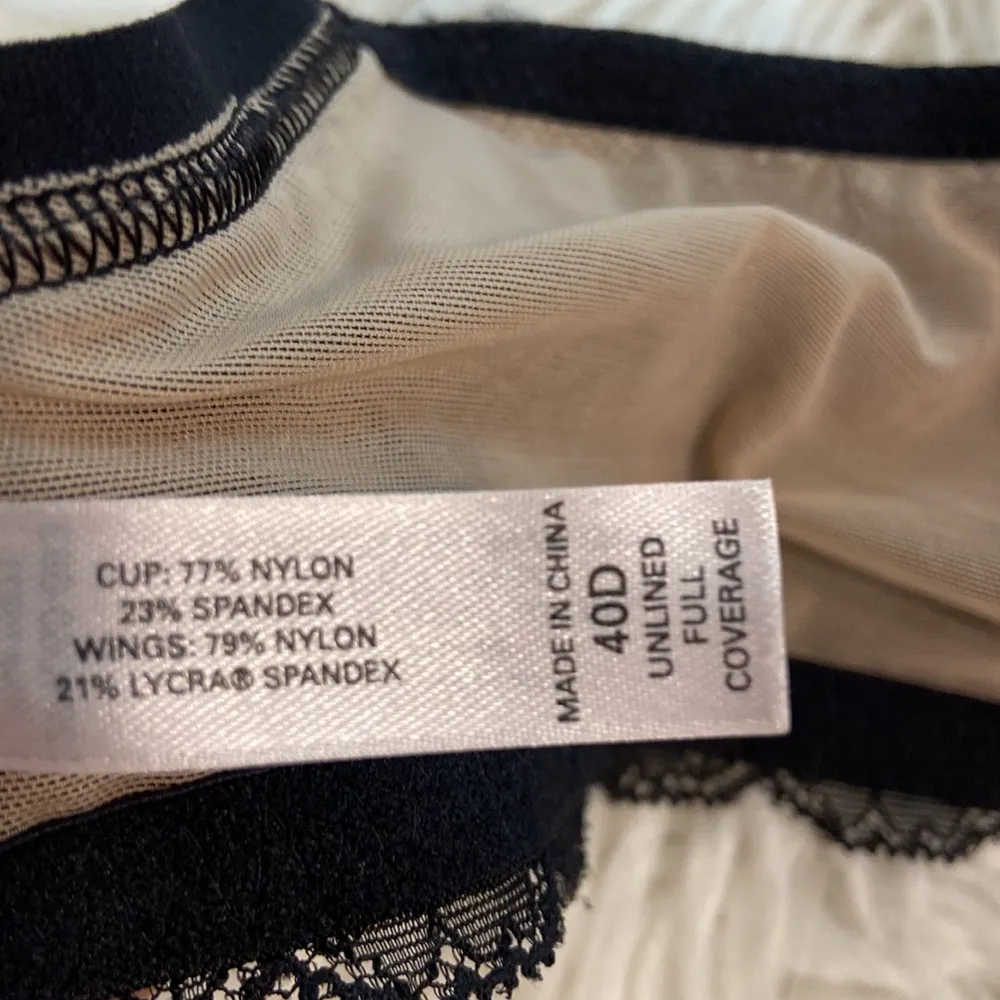 CUP: 77% NYLON
23% SPANDEX
WINGS: 79% NYLON
21% LYCRA® SPANDEX
MADE IN CHINA
40D
UNLINED
FULL
COVERAGE